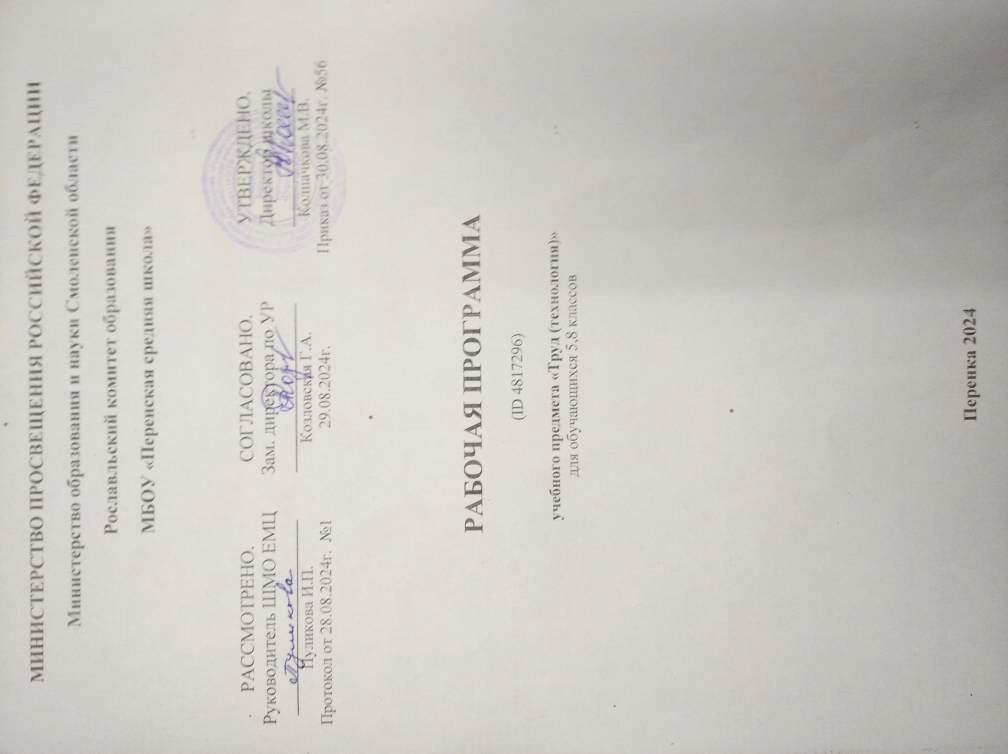 МИНИСТЕРСТВО ПРОСВЕЩЕНИЯ РОССИЙСКОЙ ФЕДЕРАЦИИ
Министерство образования и науки Смоленской области
Рославльский комитет образования
МБОУ «Перенская средняя школа»
РАССМОТРЕНО.
Руководитель ШМО ЕМЦ
Пуликова И.П.
Протокол от 28.08.2024г. №1
СОГЛАСОВАНО.
Зам. директора по УР
Козловская Г.А.
29.08.2024г.
УТВЕРЖДЕНО.
Директор школы
Колпачкова М.В.
Приказ от 30.08.2024г. №56
РАБОЧАЯ ПРОГРАММА
(ID 4817296)
учебного предмета «Труд (технология)»
для обучающихся 5,8 классов
Перенка 2024